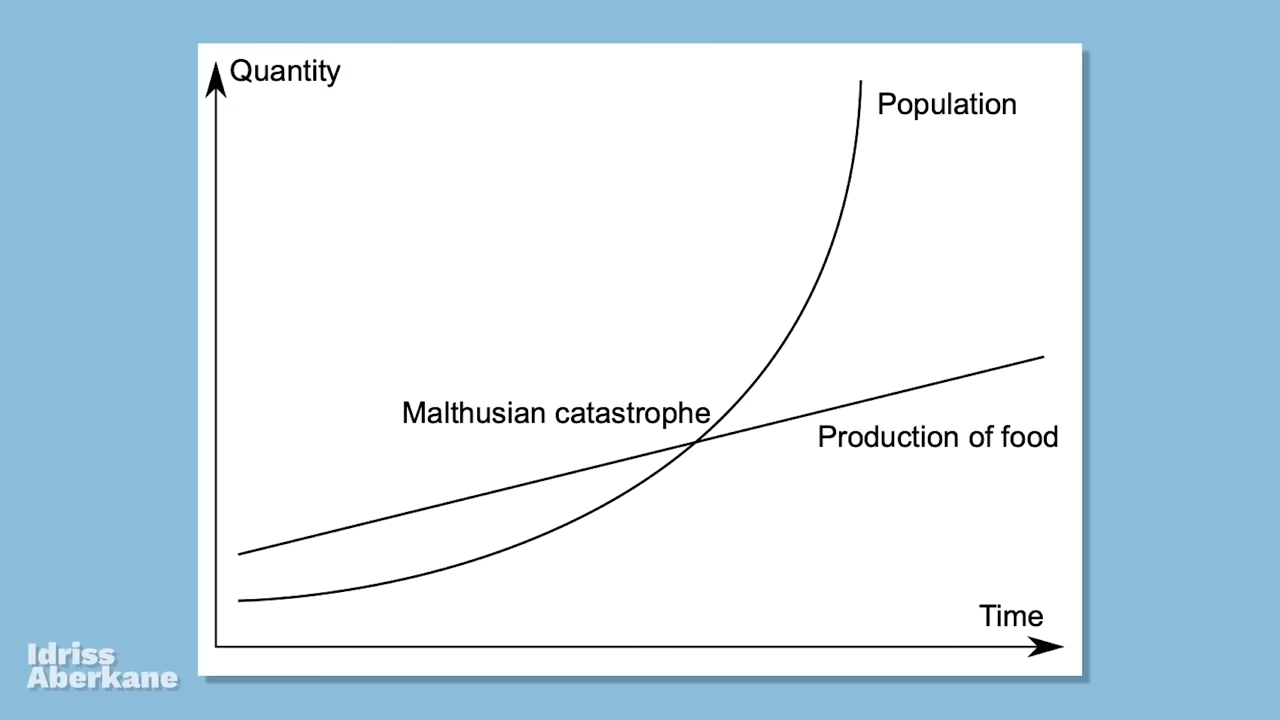 Quantity
Population
Malthusian catastrophe
Production of food
Time
Idriss
Aberkane